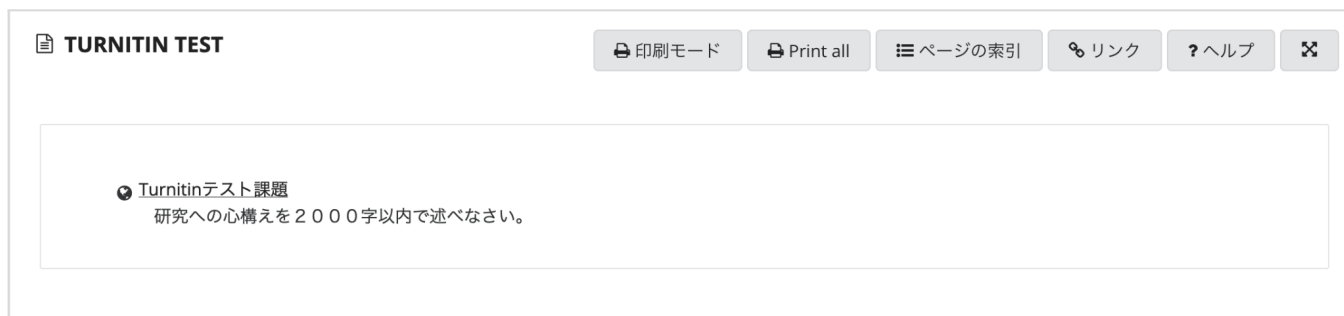 TURNITIN TEST
印刷モード
Print all
ページの索引
リンク
? ヘルプ
Turnitinテスト課題
研究への心構えを２０００字以内で述べなさい。